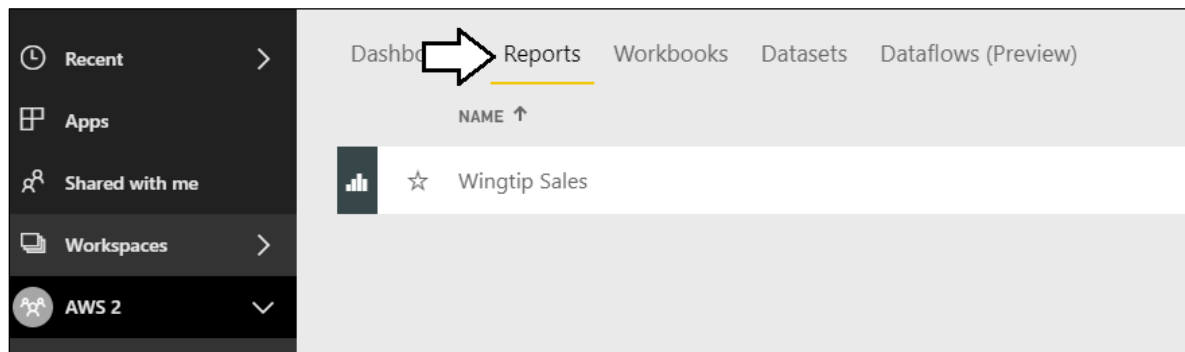 Recent
Apps
Shared with me
Workspaces
AWS 2
Reports Workbooks Datasets Dataflows (Preview)
NAME
Wingtip Sales